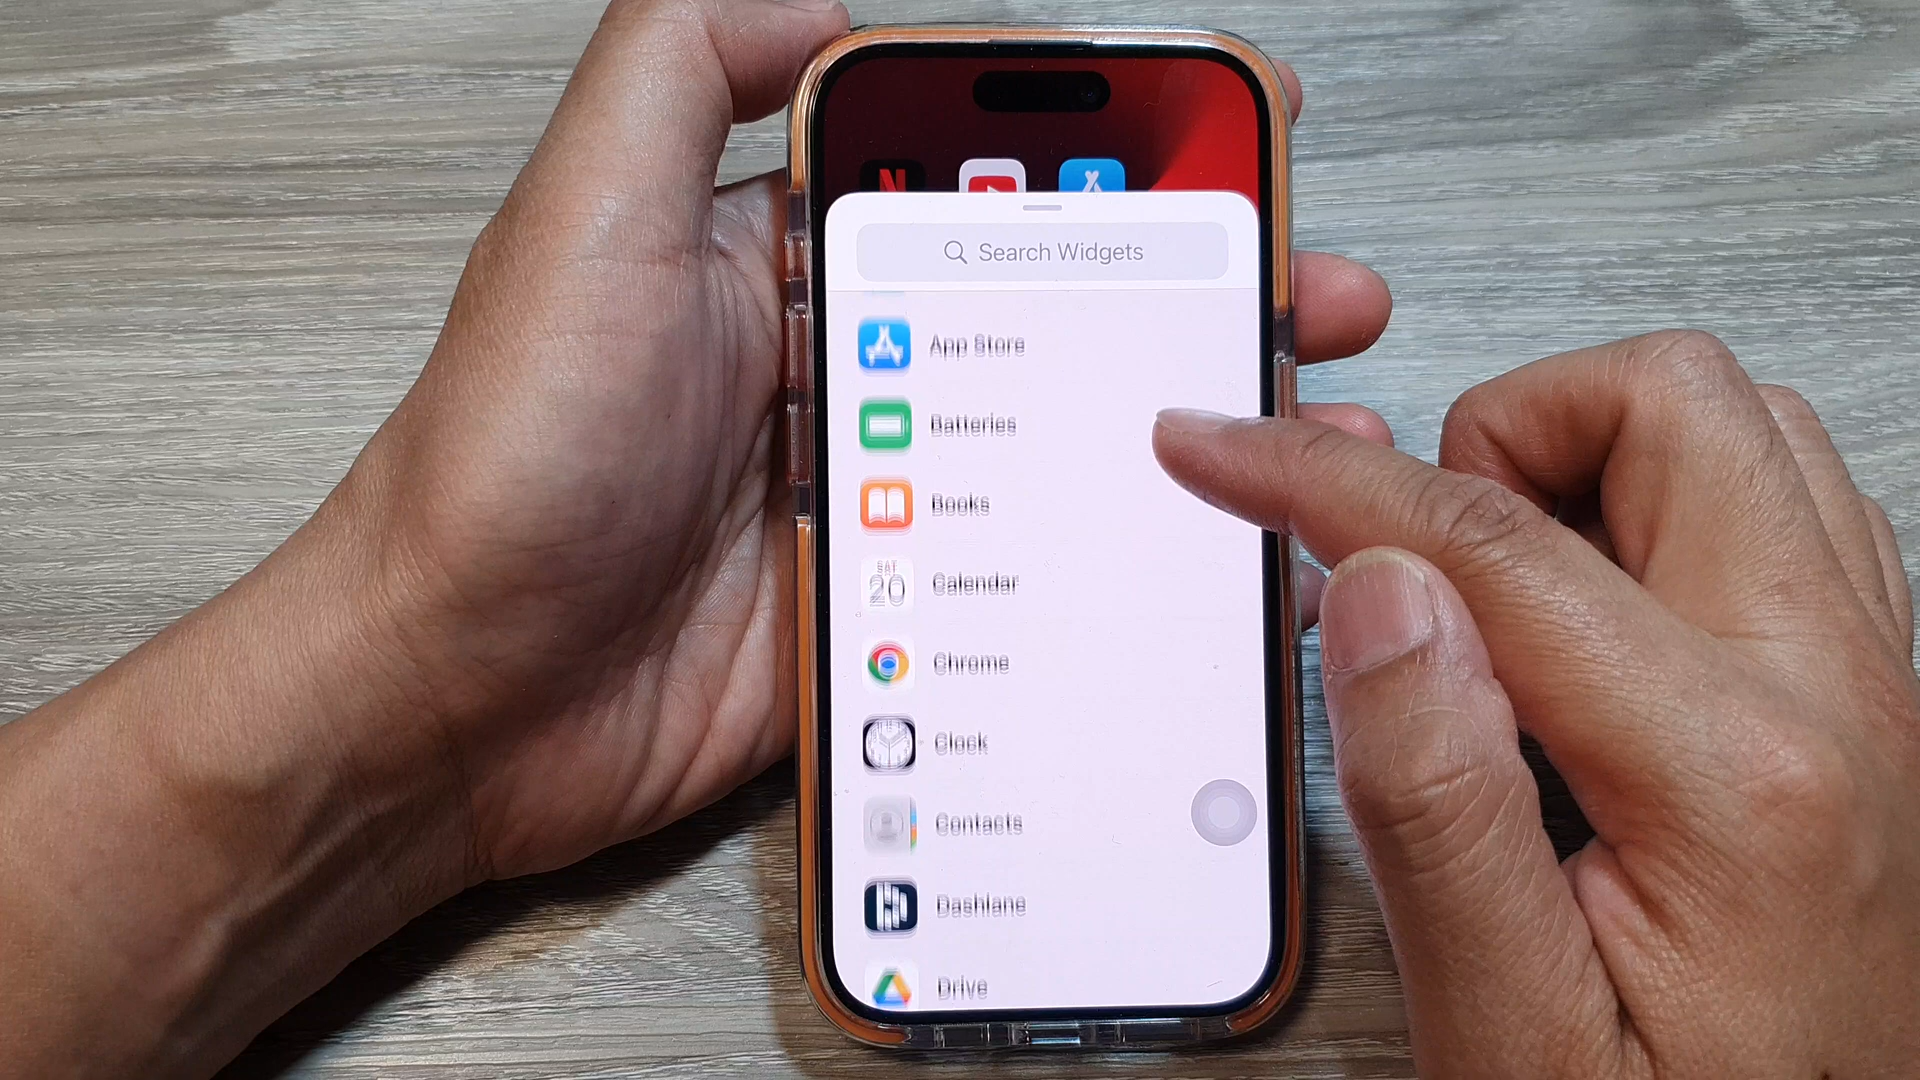 N
Search Widgets
App Store
Batteries
Books
SAT
20
Calendar
Chrome
Clock
Contacts
Dashlane
Drive